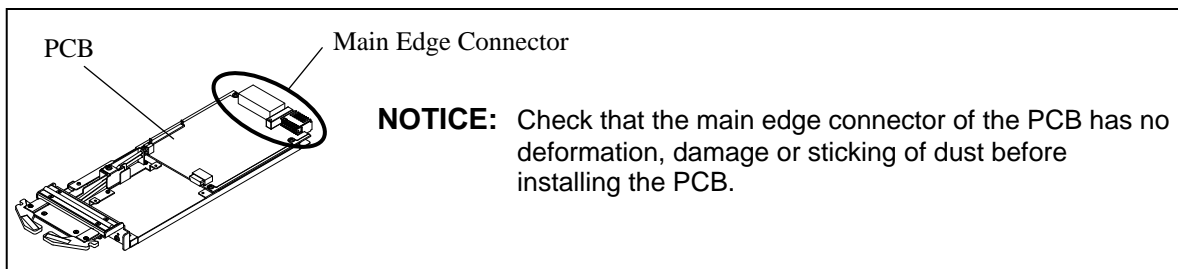 PCB
Main Edge Connector
NOTICE: Check that the main edge connector of the PCB has no
deformation, damage or sticking of dust before
installing the PCB.